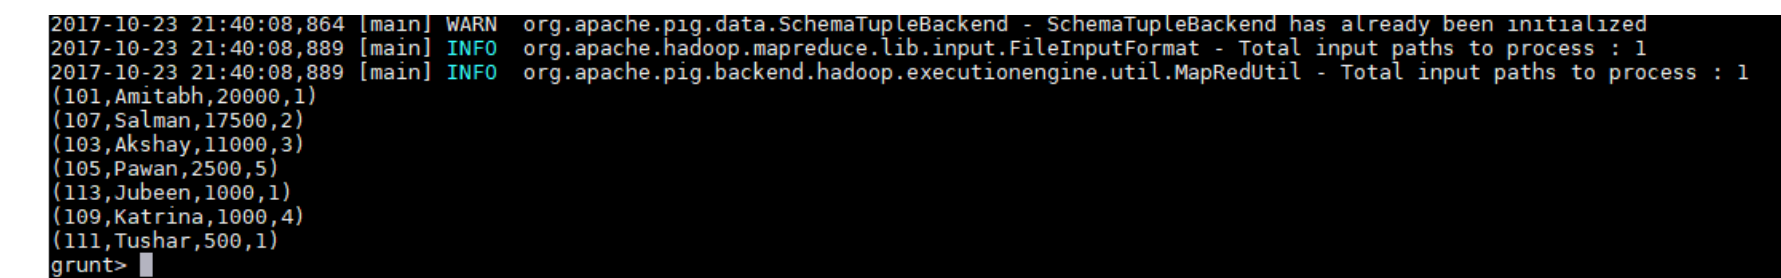 2017-10-23 21:40:08,864 [main] WARN  org.apache.pig.data.SchemaTupleBackend - SchemaTupleBackend has already been initialized
2017-10-23 21:40:08,889 [main] INFO  org.apache.hadoop.mapreduce.lib.input.FileInputFormat - Total input paths to process : 1
2017-10-23 21:40:08,889 [main] INFO  org.apache.pig.backend.hadoop.executionengine.util.MapRedUtil - Total input paths to process : 1
(101,Amitabh,20000,1)
(107,Salman,17500,2)
(103,Akshay,11000,3)
(105,Pawan,2500,5)
(113,Jubeen,1000,1)
(109,Katrina,1000,4)
(111,Tushar,500,1)
grunt>